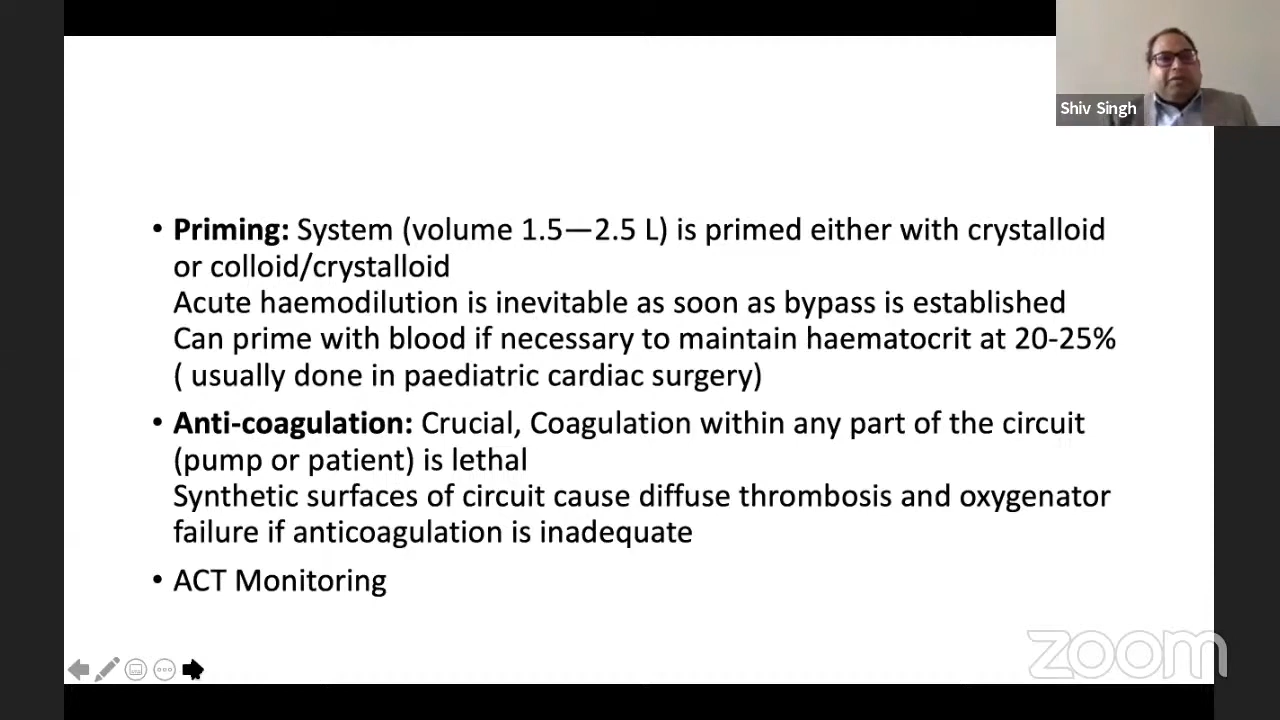 Shiv Singh
• Priming: System (volume 1.5—2.5 L) is primed either with crystalloid
or colloid/crystalloid
Acute haemodilution is inevitable as soon as bypass is established
Can prime with blood if necessary to maintain haematocrit at 20-25%
( usually done in paediatric cardiac surgery)
• Anti-coagulation: Crucial, Coagulation within any part of the circuit
(pump or patient) is lethal
Synthetic surfaces of circuit cause diffuse thrombosis and oxygenator
failure if anticoagulation is inadequate
• ACT Monitoring
zoom